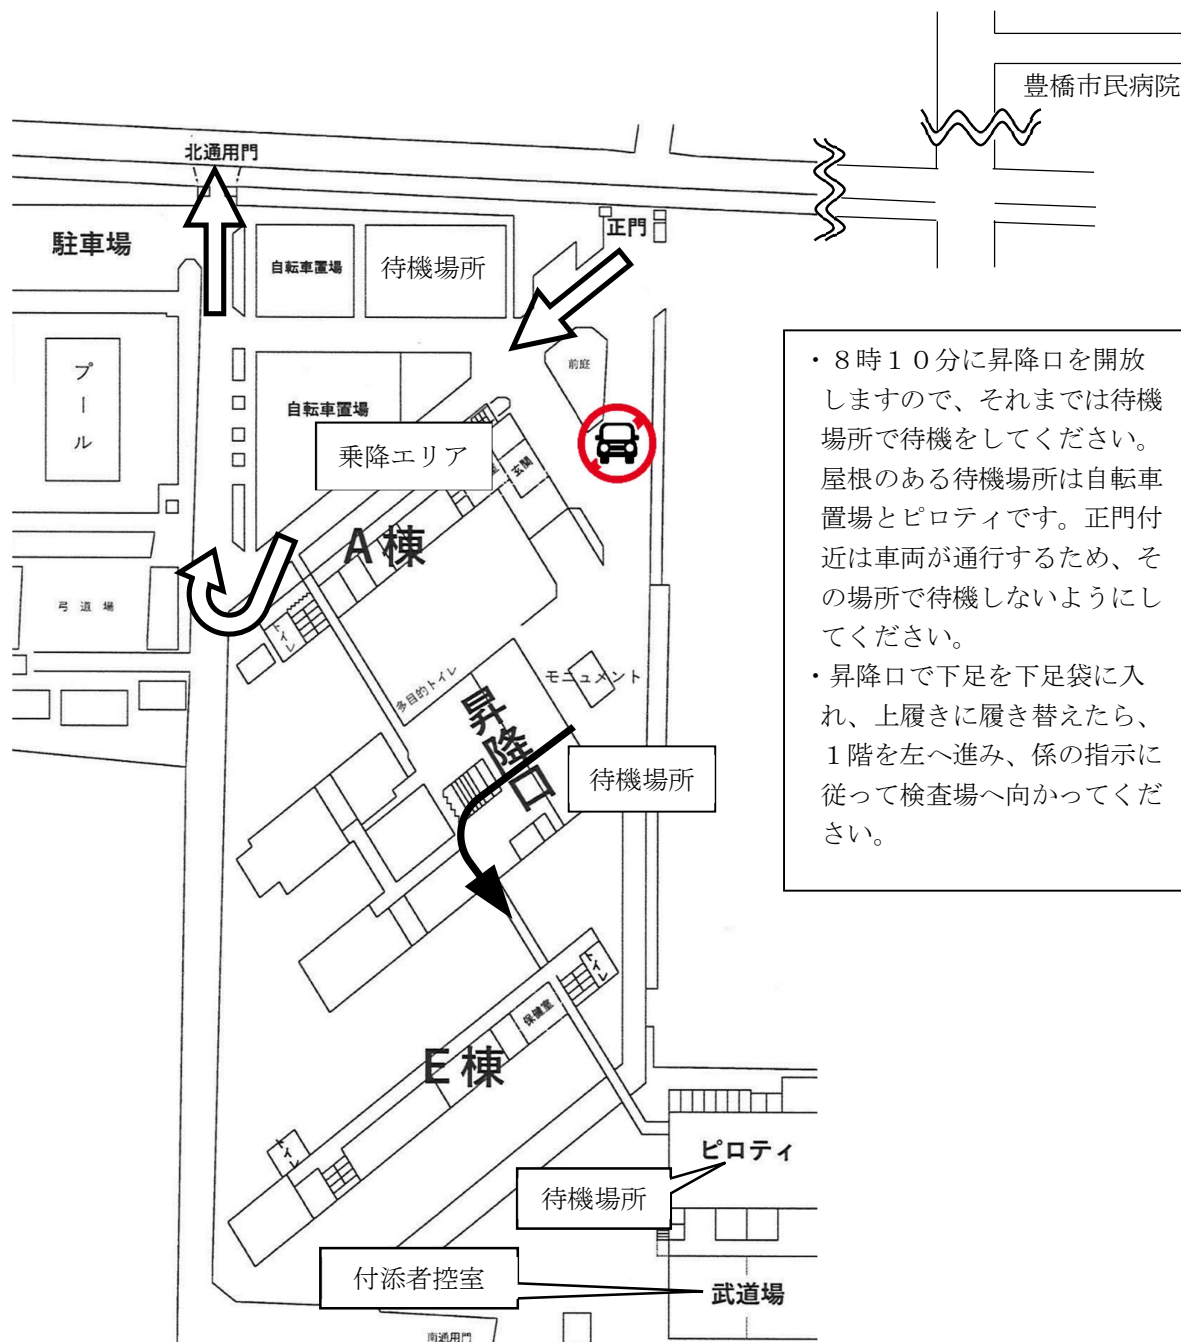 豊橋市民病院
北通用門
正門
駐車場
自転車置場
待機場所
プール
前庭
自転車置場
乗降エリア
玄関
A棟
弓道場
トイレ
多目的トイレ
モニュメント
昇降口
待機場所
・８時１０分に昇降口を開放
しますので、それまでは待機
場所で待機をしてください。
屋根のある待機場所は自転車
置場とピロティです。正門付
近は車両が通行するため、そ
の場所で待機しないようにし
てください。
・昇降口で下足を下足袋に入
れ、上履きに履き替えたら、
１階を左へ進み、係の指示に
従って検査場へ向かってくだ
さい。
トイレ
保健室
E棟
トイレ
ピロティ
待機場所
付添者控室
武道場
南通用門